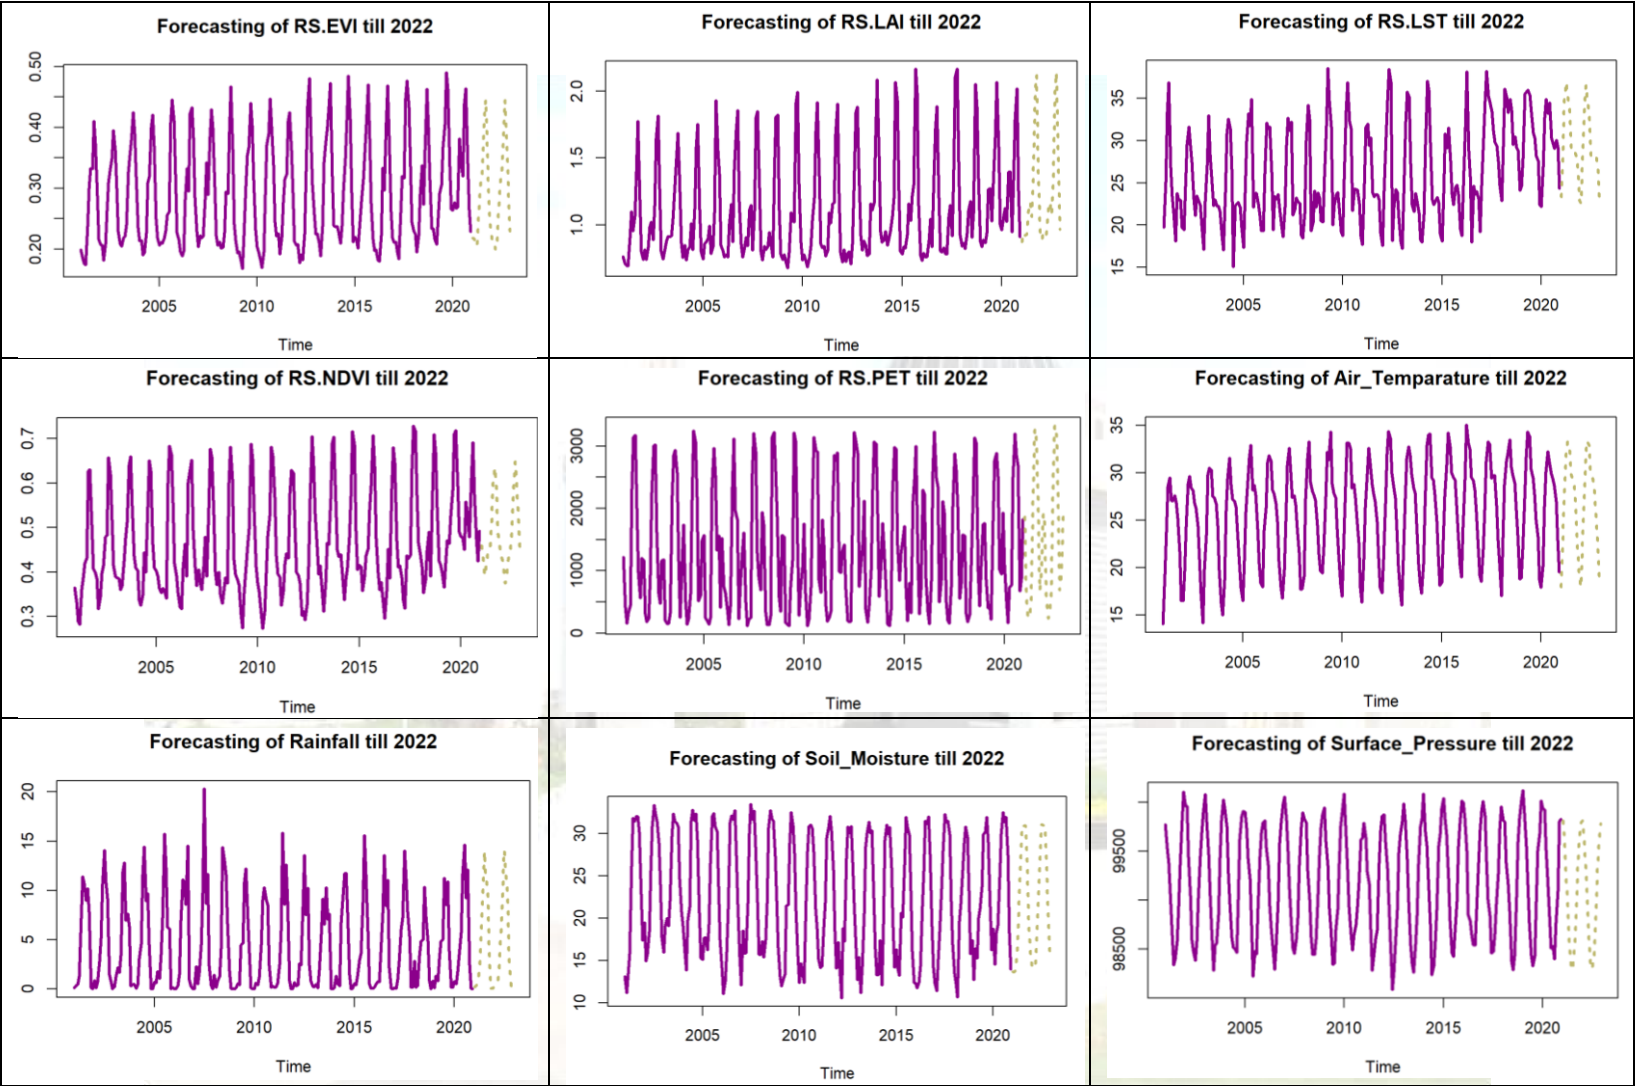 Forecasting of RS.EVI till 2022
0.50
0.40
0.30
0.20
2005 2010 2015 2020
Time
Forecasting of RS.LAI till 2022
2.0
1.5
1.0
2005 2010 2015 2020
Time
Forecasting of RS.LST till 2022
35
30
25
20
15
2005 2010 2015 2020
Time
Forecasting of RS.NDVI till 2022
0.7
0.6
0.5
0.4
0.3
2005 2010 2015 2020
Time
Forecasting of RS.PET till 2022
3000
2000
1000
0
2005 2010 2015 2020
Time
Forecasting of Air_Temparature till 2022
35
30
25
20
15
2005 2010 2015 2020
Time
Forecasting of Rainfall till 2022
20
15
10
5
0
2005 2010 2015 2020
Time
Forecasting of Soil_Moisture till 2022
30
25
20
15
10
2005 2010 2015 2020
Time
Forecasting of Surface_Pressure till 2022
99500
98500
2005 2010 2015 2020
Time